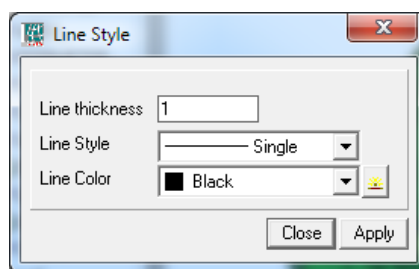 Line Style
Line thickness 1
Line Style Single
Line Color Black
Close Apply